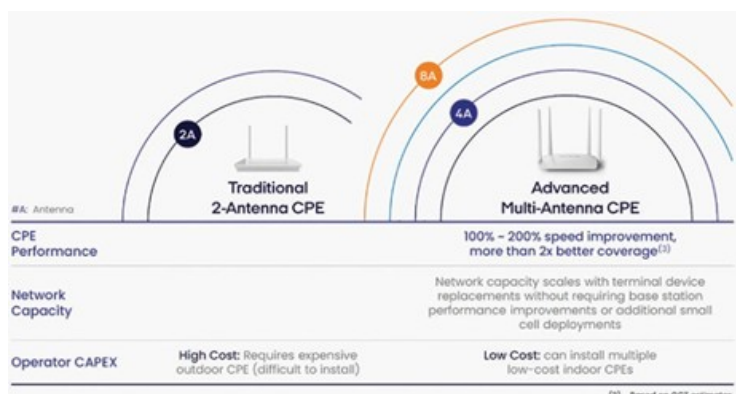 8A
4A
2A
Traditional
2-Antenna CPE
Advanced
Multi-Antenna CPE
#A: Antenna
CPE
Performance
100% - 200% speed improvement,
more than 2x better coverage(3)
Network
Capacity
Network capacity scales with terminal device
replacements without requiring base station
performance improvements or additional small
cell deployments
Operator CAPEX
High Cost: Requires expensive
outdoor CPE (difficult to install)
Low Cost: can install multiple
low-cost indoor CPEs